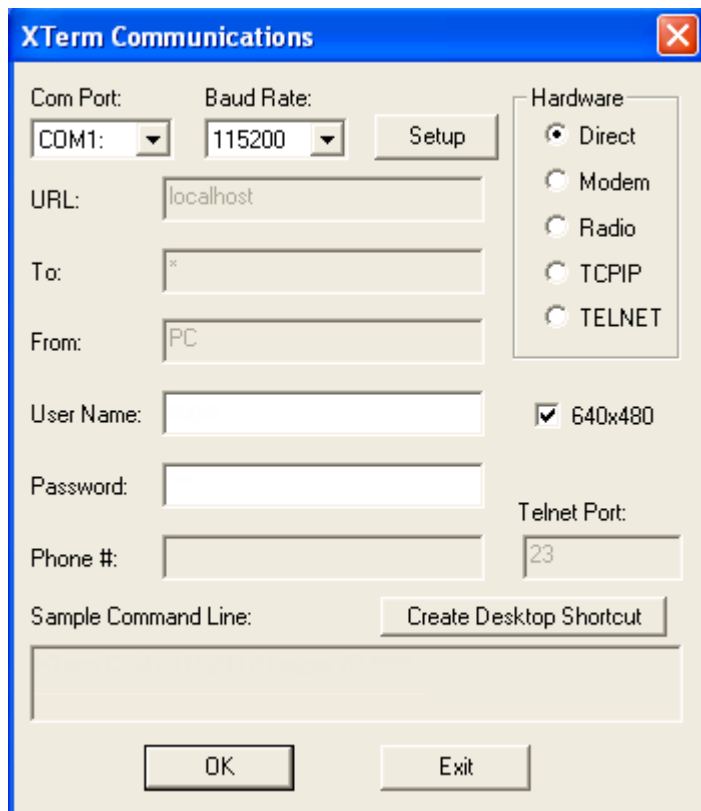 XTerm Communications
Com Port: Baud Rate: Hardware
COM1: 115200 Setup Direct
URL: localhost Modem
Radio
To: * TCPIP
TELNET
From: PC
User Name: 640x480
Password:
Telnet Port:
Phone #: 23
Sample Command Line: Create Desktop Shortcut
OK Exit